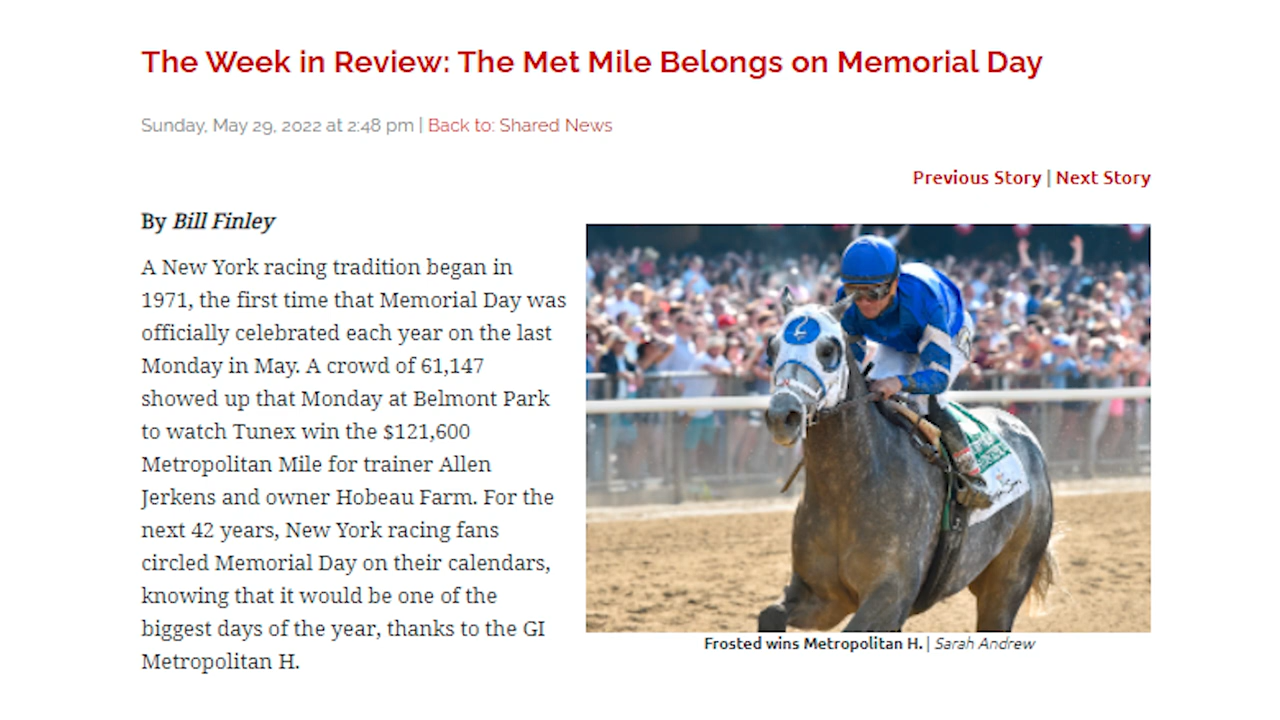 The Week in Review: The Met Mile Belongs on Memorial Day
Sunday, May 29, 2022 at 2:48 pm | Back to: Shared News
Previous Story | Next Story
By Bill Finley
A New York racing tradition began in
1971, the first time that Memorial Day was
officially celebrated each year on the last
Monday in May. A crowd of 61,147
showed up that Monday at Belmont Park
to watch Tunex win the $121,600
Metropolitan Mile for trainer Allen
Jerkens and owner Hobeau Farm. For the
next 42 years, New York racing fans
circled Memorial Day on their calendars,
knowing that it would be one of the
biggest days of the year, thanks to the GI
Metropolitan H.
Frosted wins Metropolitan H. | Sarah Andrew